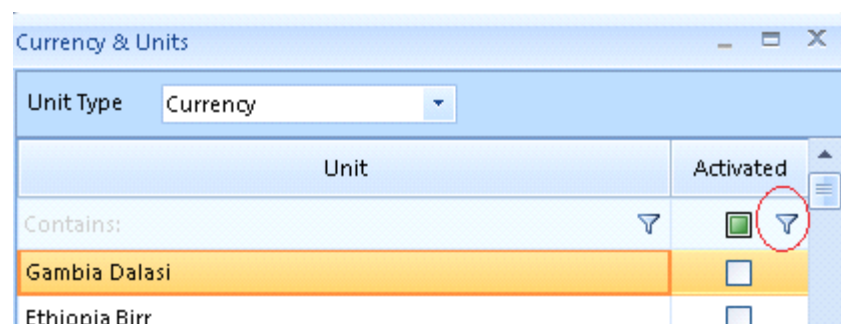 Currency & Units
Unit Type Currency
Unit Activated
Contains:
Gambia Dalasi
Ethiopia Birr